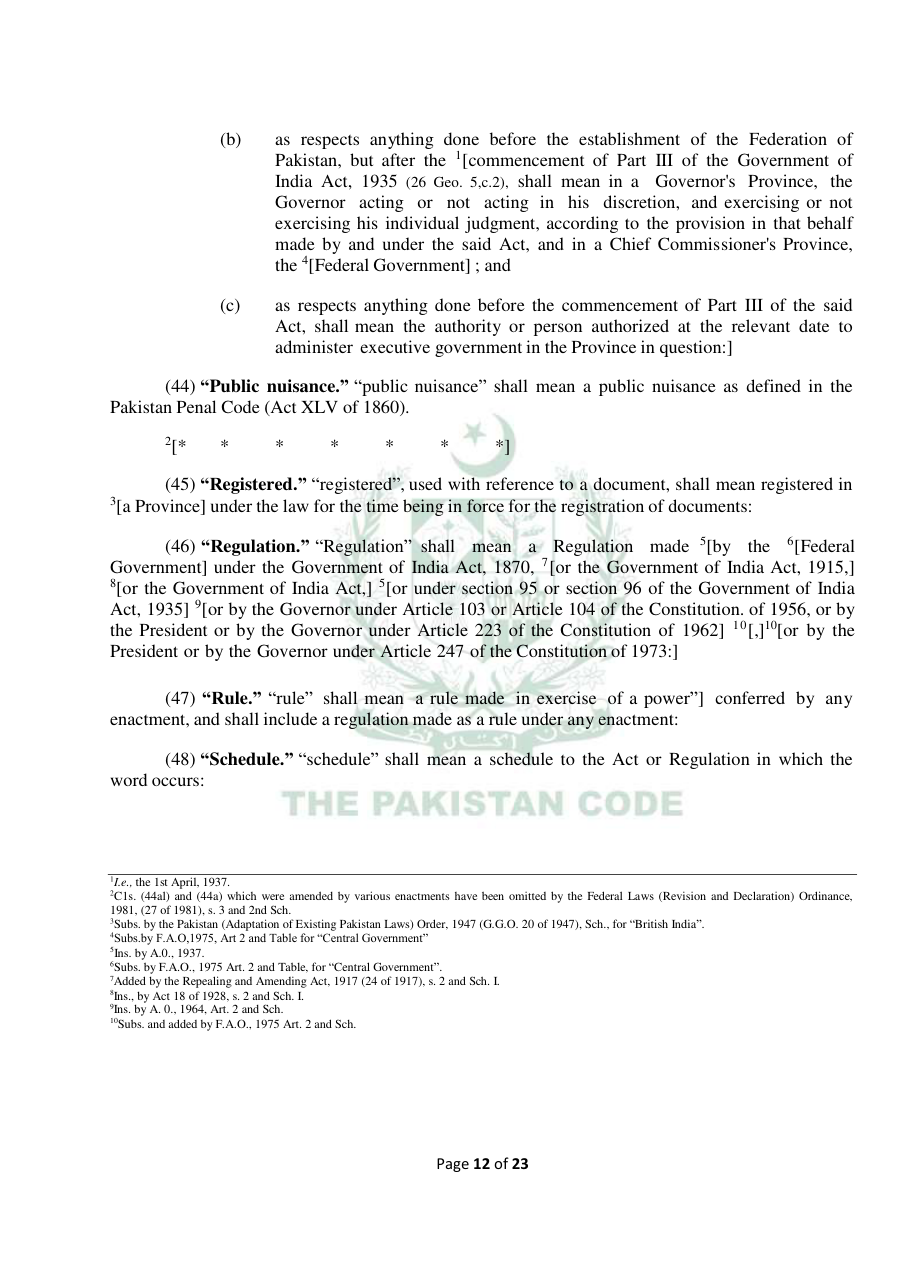 (b) as respects anything done before the establishment of the Federation of
Pakistan, but after the 1[commencement of Part III of the Government of
India Act, 1935 (26 Geo. 5,c.2), shall mean in a Governor's Province, the
Governor acting or not acting in his discretion, and exercising or not
exercising his individual judgment, according to the provision in that behalf
made by and under the said Act, and in a Chief Commissioner's Province,
the 4[Federal Government] ; and
(c) as respects anything done before the commencement of Part III of the said
Act, shall mean the authority or person authorized at the relevant date to
administer executive government in the Province in question:]
(44) “Public nuisance.” “public nuisance” shall mean a public nuisance as defined in the
Pakistan Penal Code (Act XLV of 1860).
2[* * * * * * *]
(45) “Registered.” “registered”, used with reference to a document, shall mean registered in
3[a Province] under the law for the time being in force for the registration of documents:
(46) “Regulation.” “Regulation” shall mean a Regulation made 5[by the 6[Federal
Government] under the Government of India Act, 1870, 7[or the Government of India Act, 1915,]
8[or the Government of India Act,] 5[or under section 95 or section 96 of the Government of India
Act, 1935] 9[or by the Governor under Article 103 or Article 104 of the Constitution. of 1956, or by
the President or by the Governor under Article 223 of the Constitution of 1962] 10[,]10[or by the
President or by the Governor under Article 247 of the Constitution of 1973:]
(47) “Rule.” “rule” shall mean a rule made in exercise of a power”] conferred by any
enactment, and shall include a regulation made as a rule under any enactment:
(48) “Schedule.” “schedule” shall mean a schedule to the Act or Regulation in which the
word occurs:
THE PAKISTAN CODE
1I.e., the 1st April, 1937.
2C1s. (44al) and (44a) which were amended by various enactments have been omitted by the Federal Laws (Revision and Declaration) Ordinance,
1981, (27 of 1981), s. 3 and 2nd Sch.
3Subs. by the Pakistan (Adaptation of Existing Pakistan Laws) Order, 1947 (G.G.O. 20 of 1947), Sch., for “British India”.
4Subs.by F.A.O,1975, Art 2 and Table for “Central Government”
5Ins. by A.0., 1937.
6Subs. by F.A.O., 1975 Art. 2 and Table, for “Central Government”.
7Added by the Repealing and Amending Act, 1917 (24 of 1917), s. 2 and Sch. I.
8Ins., by Act 18 of 1928, s. 2 and Sch. I.
9Ins. by A. 0., 1964, Art. 2 and Sch.
10Subs. and added by F.A.O., 1975 Art. 2 and Sch.
Page 12 of 23